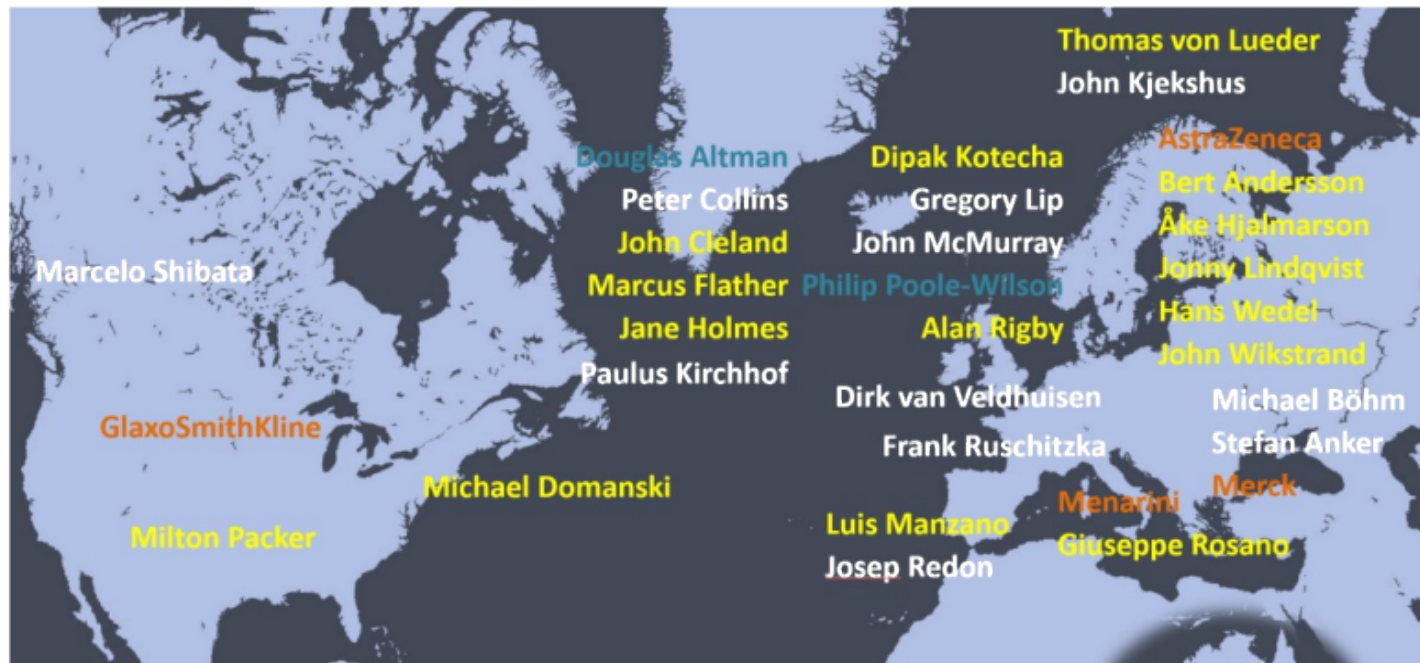 Thomas von Lueder
John Kjekshus
Douglas Altman
Peter Collins
John Cleland
Marcus Flather
Jane Holmes
Paulus Kirchhof
Dipak Kotecha
Gregory Lip
John McMurray
Philip Poole-Wilson
Alan Rigby
AstraZeneca
Bert Andersson
Åke Hjalmarson
Jonny Lindqvist
Hans Wedel
John Wikstrand
Marcelo Shibata
GlaxoSmithKline
Michael Domanski
Milton Packer
Dirk van Veldhuisen
Frank Ruschitzka
Michael Böhm
Stefan Anker
Merck
Luis Manzano
Josep Redon
Menarini
Giuseppe Rosano